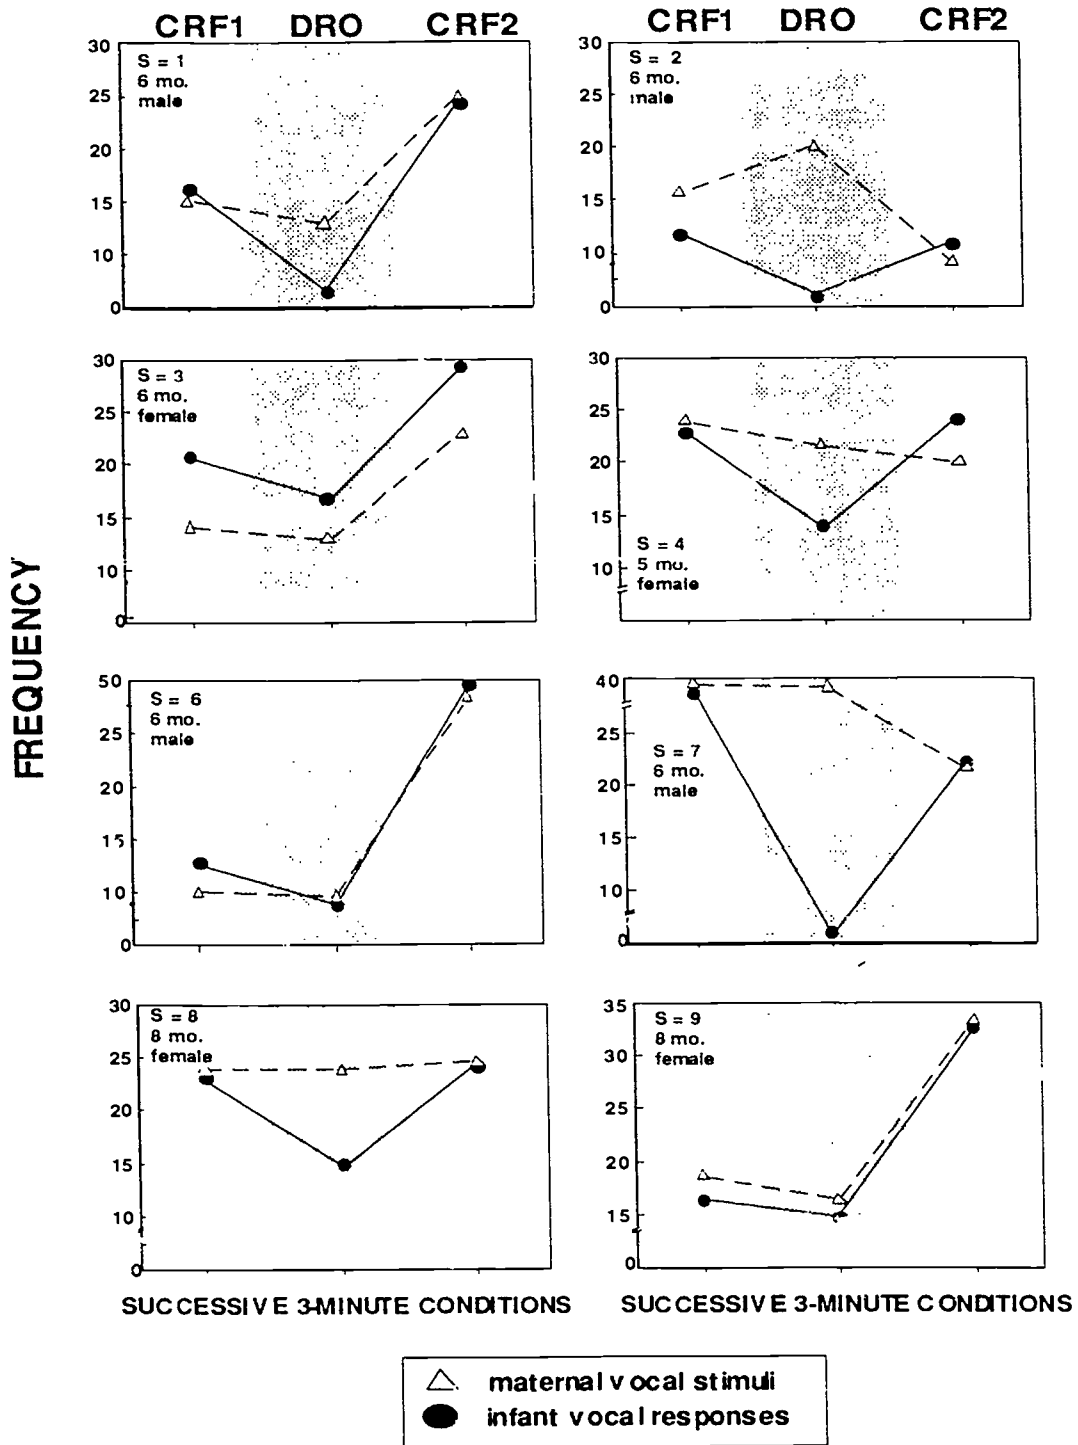 CRF1 DRO CRF2 CRF1 DRO CRF2
30
25
20
15
10
0
S = 1
6 mo.
male
30
25
20
15
10
0
S = 2
6 mo.
male
30
25
20
15
10
0
S = 3
6 mo.
female
30
25
20
15
10
S = 4
5 mo.
female
FREQUENCY
50
25
20
15
10
0
S = 6
6 mo.
male
40
25
20
10
0
S = 7
6 mo.
male
30
25
20
15
10
0
S = 8
8 mo.
female
35
30
25
20
15
0
S = 9
8 mo.
female
SUCCESSIVE 3-MINUTE CONDITIONS
SUCCESSIVE 3-MINUTE CONDITIONS
maternal vocal stimuli
infant vocal responses